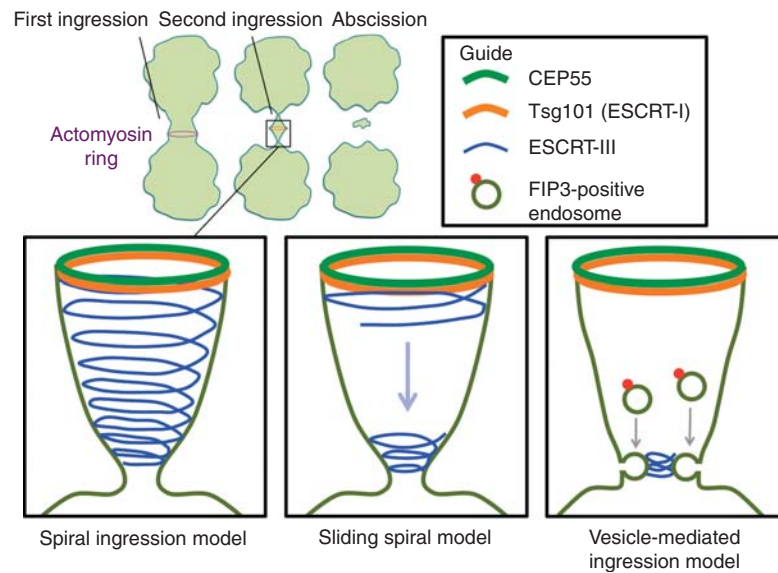 First ingression
Second ingression
Abscission
Actomyosin
ring
Guide
CEP55
Tsg101 (ESCRT-I)
ESCRT-III
FIP3-positive
endosome
Spiral ingression model
Sliding spiral model
Vesicle-mediated
ingression model